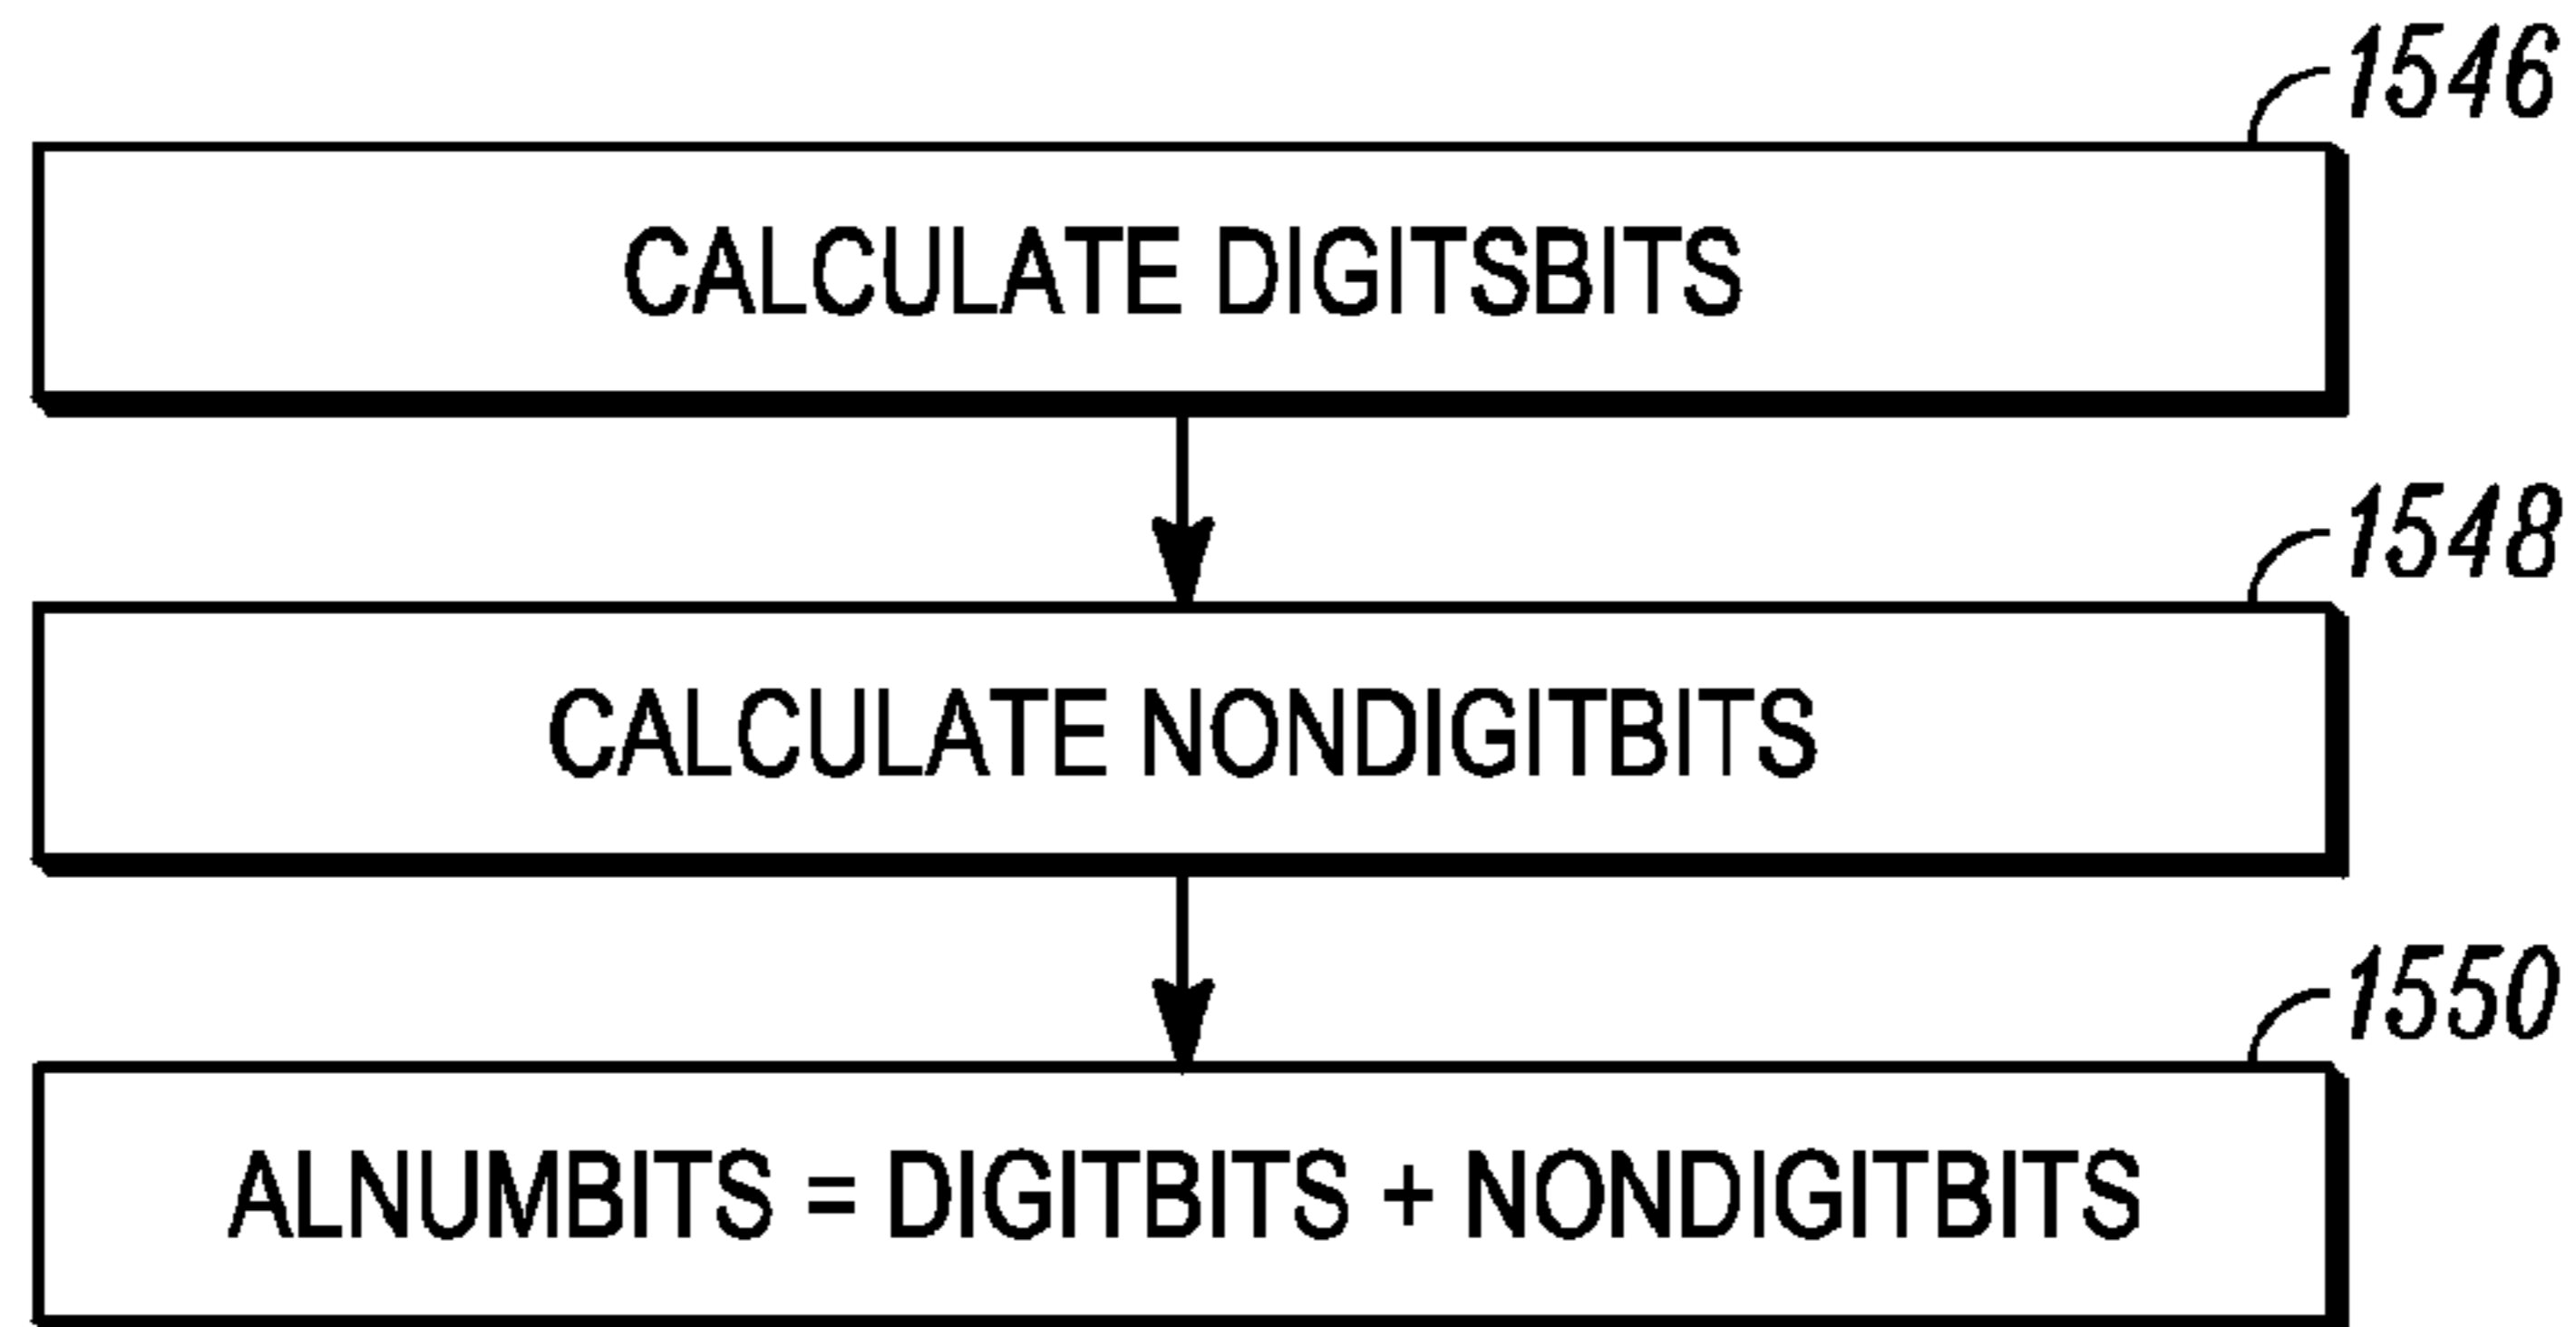 1546
CALCULATE DIGITSBITS
1548
CALCULATE NONDIGITBITS
1550
ALNUMBITS = DIGITBITS + NONDIGITBITS